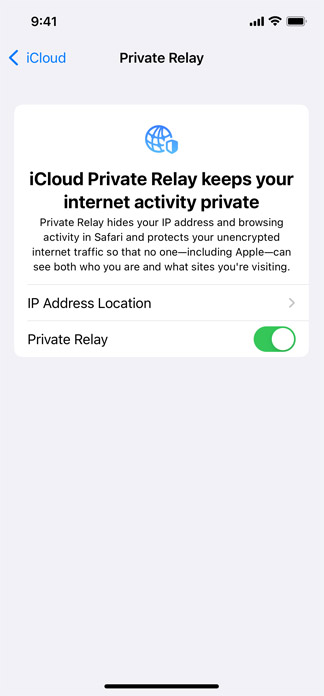 9:41
iCloud
Private Relay
iCloud Private Relay keeps your
internet activity private
Private Relay hides your IP address and browsing
activity in Safari and protects your unencrypted
internet traffic so that no one—including Apple—can
see both who you are and what sites you're visiting.
IP Address Location
Private Relay